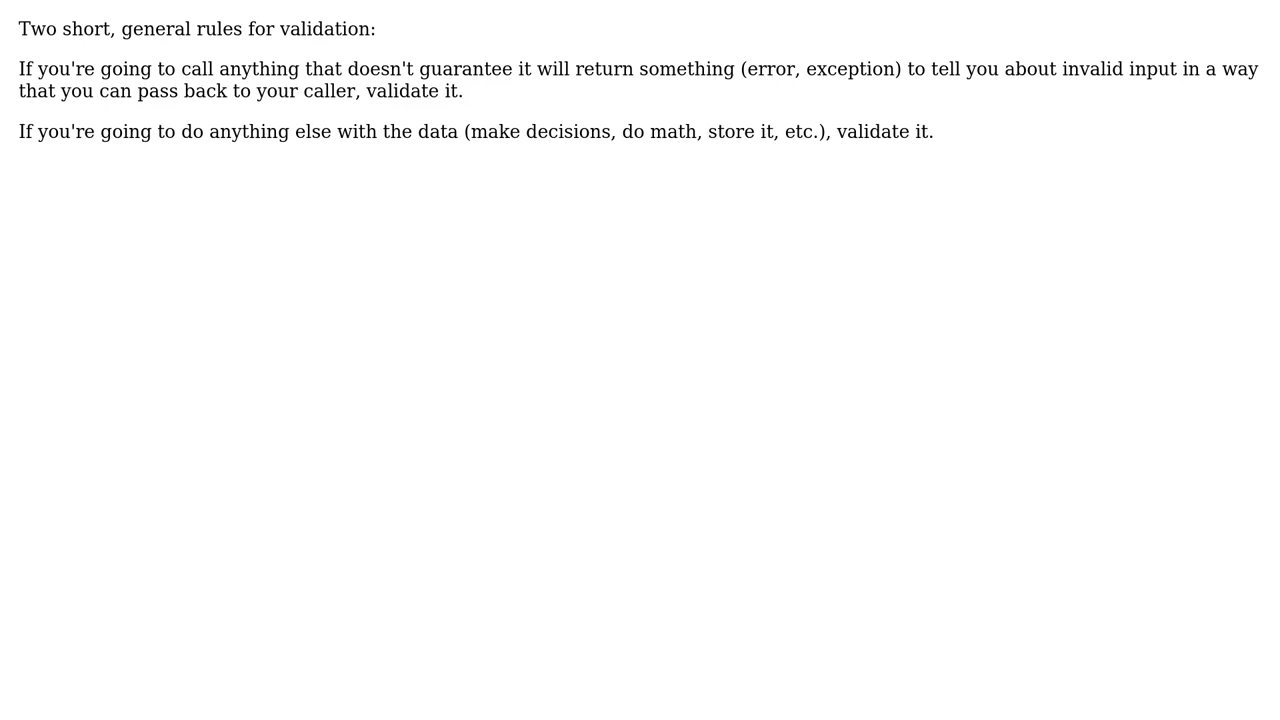 Two short, general rules for validation:
If you're going to call anything that doesn't guarantee it will return something (error, exception) to tell you about invalid input in a way
that you can pass back to your caller, validate it.
If you're going to do anything else with the data (make decisions, do math, store it, etc.), validate it.